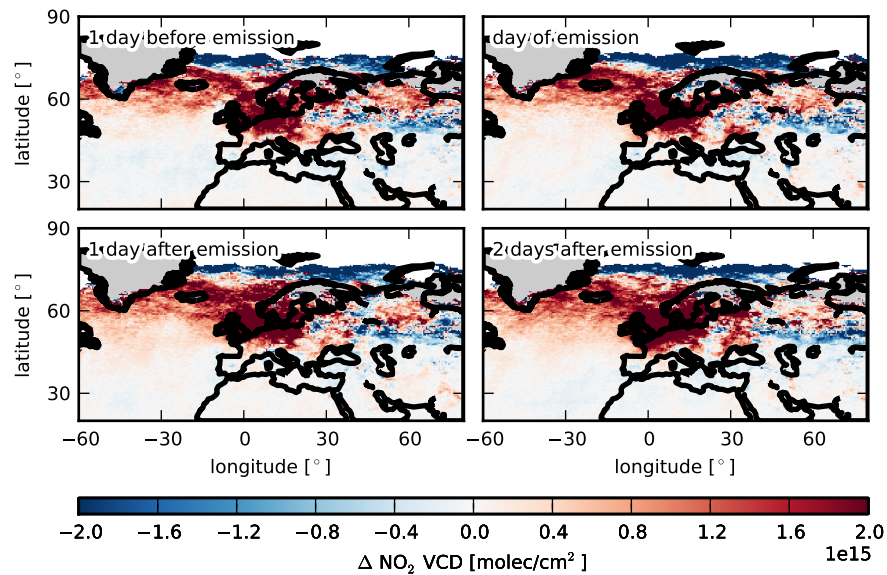 90
60
30
latitude [°]
1 day before emission
day of emission
90
60
30
latitude [°]
1 day after emission
2 days after emission
−60 −30 0 30 60
longitude [°]
−60 −30 0 30 60
longitude [°]
−2.0 −1.6 −1.2 −0.8 −0.4 0.0 0.4 0.8 1.2 1.6 2.0
1e15
Δ NO₂ VCD [molec/cm²]